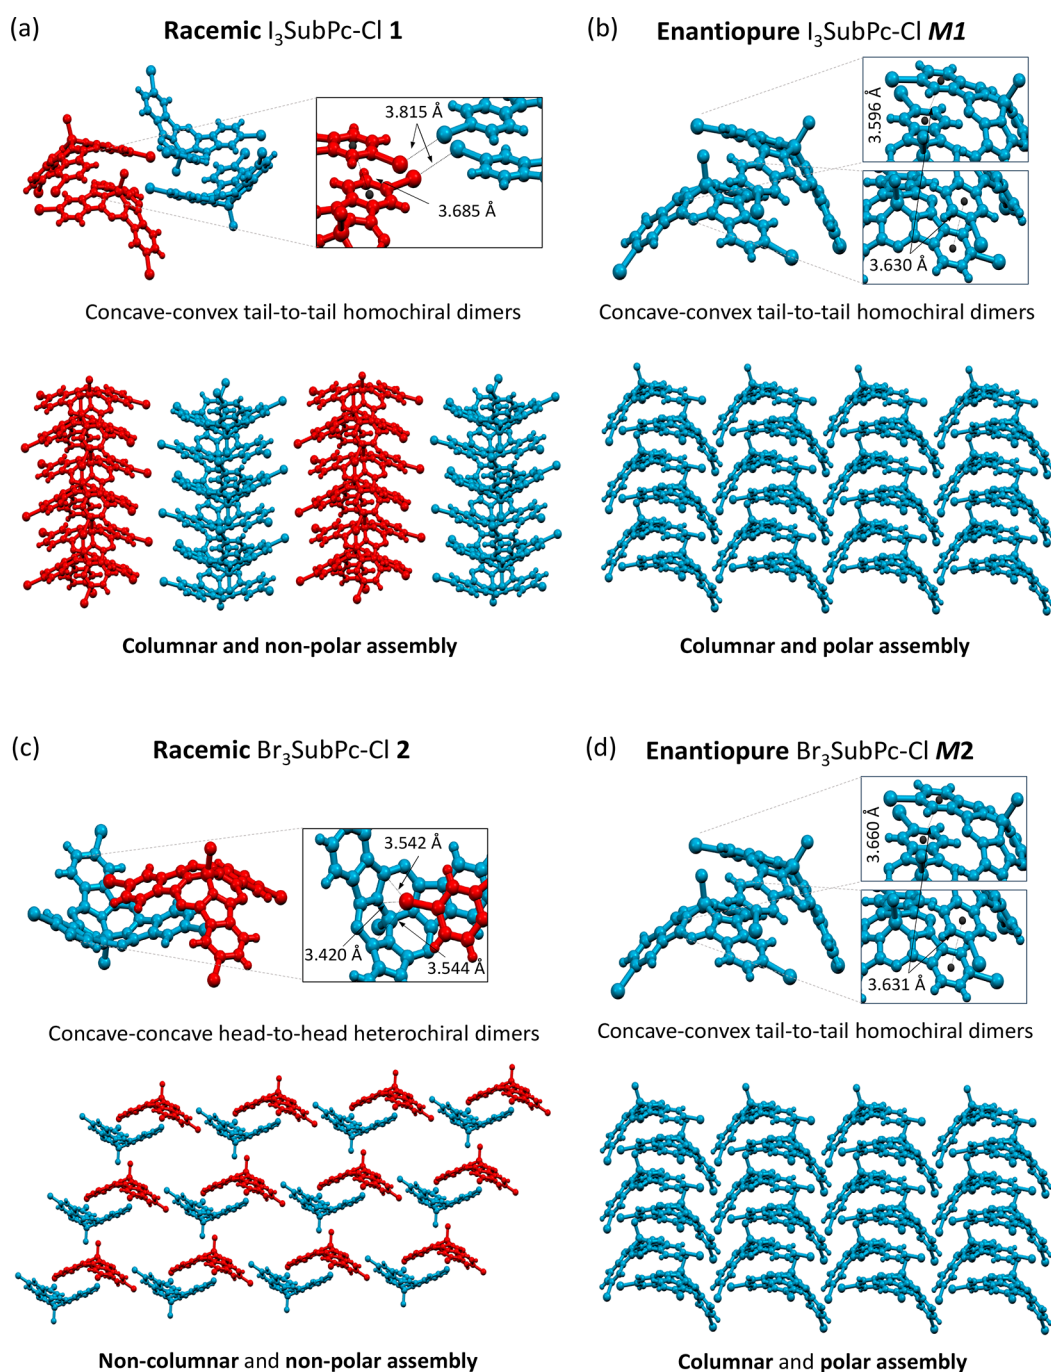 (a)
Racemic I₃SubPc-Cl 1
3.815 Å
3.685 Å
Concave-convex tail-to-tail homochiral dimers
Columnar and non-polar assembly
(b)
Enantiopure I₃SubPc-Cl M1
3.596 Å
3.630 Å
Concave-convex tail-to-tail homochiral dimers
Columnar and polar assembly
(c)
Racemic Br₃SubPc-Cl 2
3.542 Å
3.420 Å
3.544 Å
Concave-concave head-to-head heterochiral dimers
Non-columnar and non-polar assembly
(d)
Enantiopure Br₃SubPc-Cl M2
3.660 Å
3.631 Å
Concave-convex tail-to-tail homochiral dimers
Columnar and polar assembly